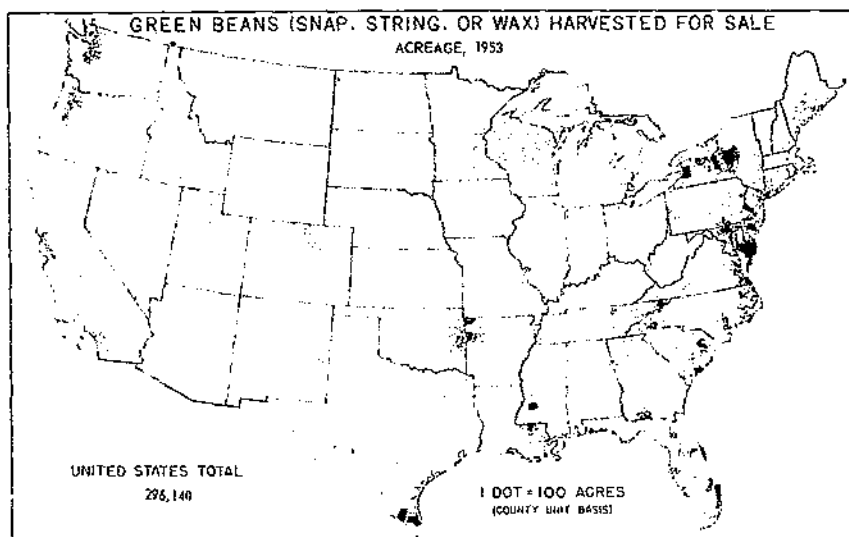 GREEN BEANS (SNAP, STRING, OR WAX) HARVESTED FOR SALE
ACREAGE, 1953
UNITED STATES TOTAL
296,140
1 DOT = 100 ACRES
(COUNTY UNIT BASIS)